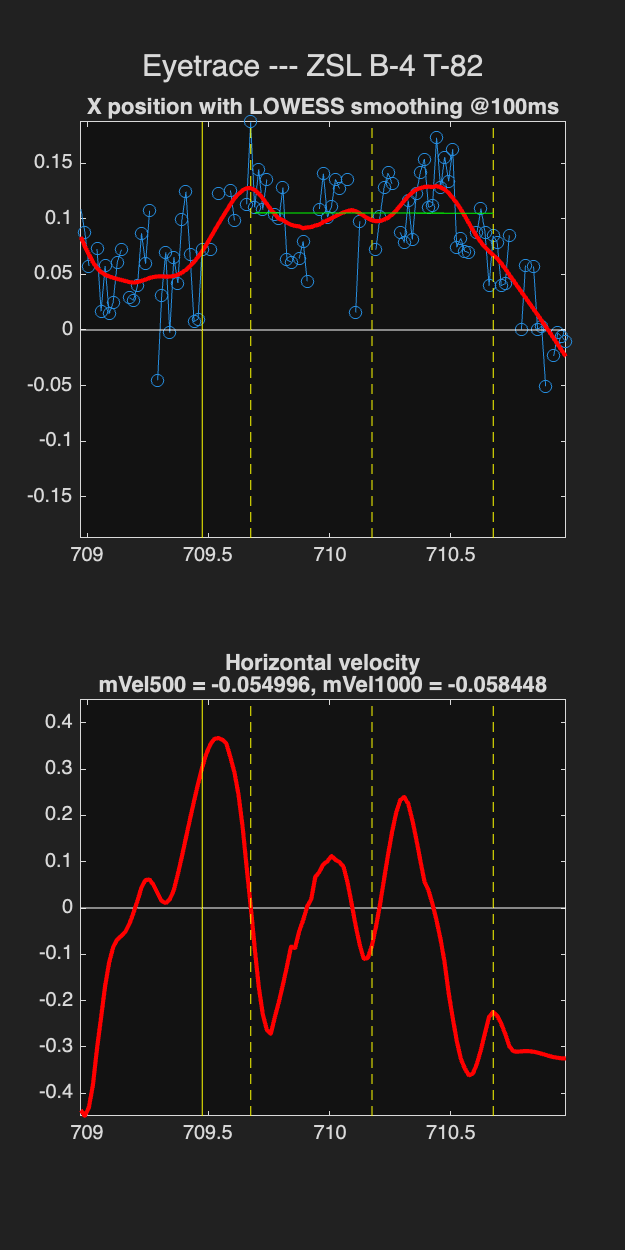 Eyetrace --- ZSL B-4 T-82
X position with LOWESS smoothing @100ms
0.15
0.1
0.05
0
-0.05
-0.1
-0.15
709 709.5 710 710.5
Horizontal velocity
mVel500 = -0.054996, mVel1000 = -0.058448
0.4
0.3
0.2
0.1
0
-0.1
-0.2
-0.3
-0.4
709 709.5 710 710.5